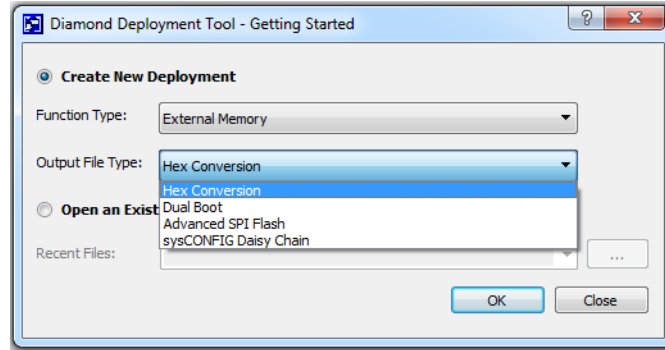 Diamond Deployment Tool - Getting Started
?
Create New Deployment
Function Type: External Memory
Output File Type: Hex Conversion
Hex Conversion
Open an Exist Dual Boot
Advanced SPI Flash
sysCONFIG Daisy Chain
Recent Files: ...
OK Close